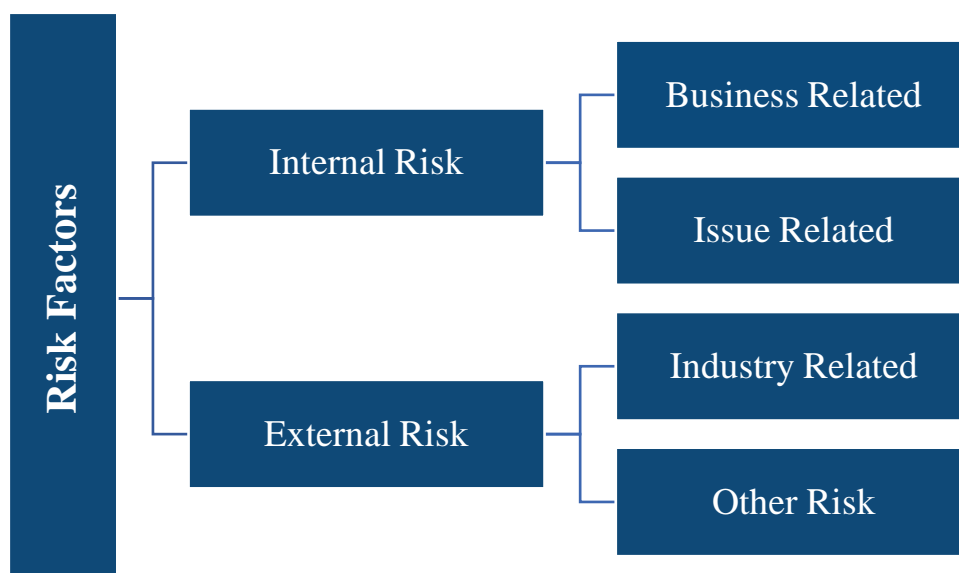 Risk Factors
Internal Risk
Business Related
Issue Related
External Risk
Industry Related
Other Risk